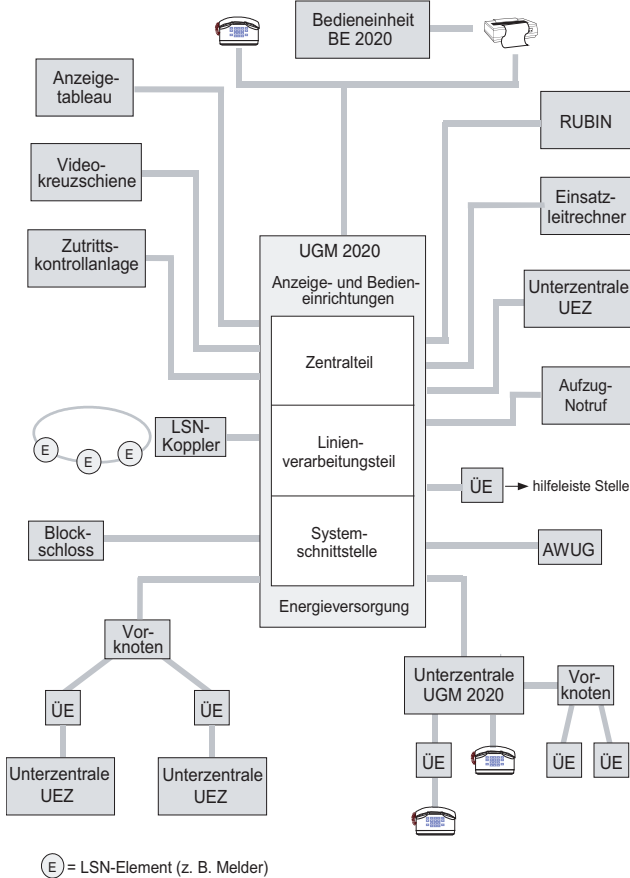 Bedieneinheit
BE 2020
Anzeige-
tableau
RUBIN
Video-
kreuzschiene
Einsatz-
leitrechner
Zutritts-
kontrollanlage
UGM 2020
Anzeige- und Bedien-
einrichtungen
Unterzentrale
UEZ
Zentralteil
Aufzug-
Notruf
LSN-
Koppler
E
E
E
Linien-
verarbeitungsteil
ÜE
hilfeleiste Stelle
Block-
schloss
System-
schnittstelle
AWUG
Energieversorgung
Vor-
knoten
Unterzentrale
UGM 2020
Vor-
knoten
ÜE
ÜE
ÜE
ÜE
ÜE
Unterzentrale
UEZ
Unterzentrale
UEZ
E = LSN-Element (z. B. Melder)